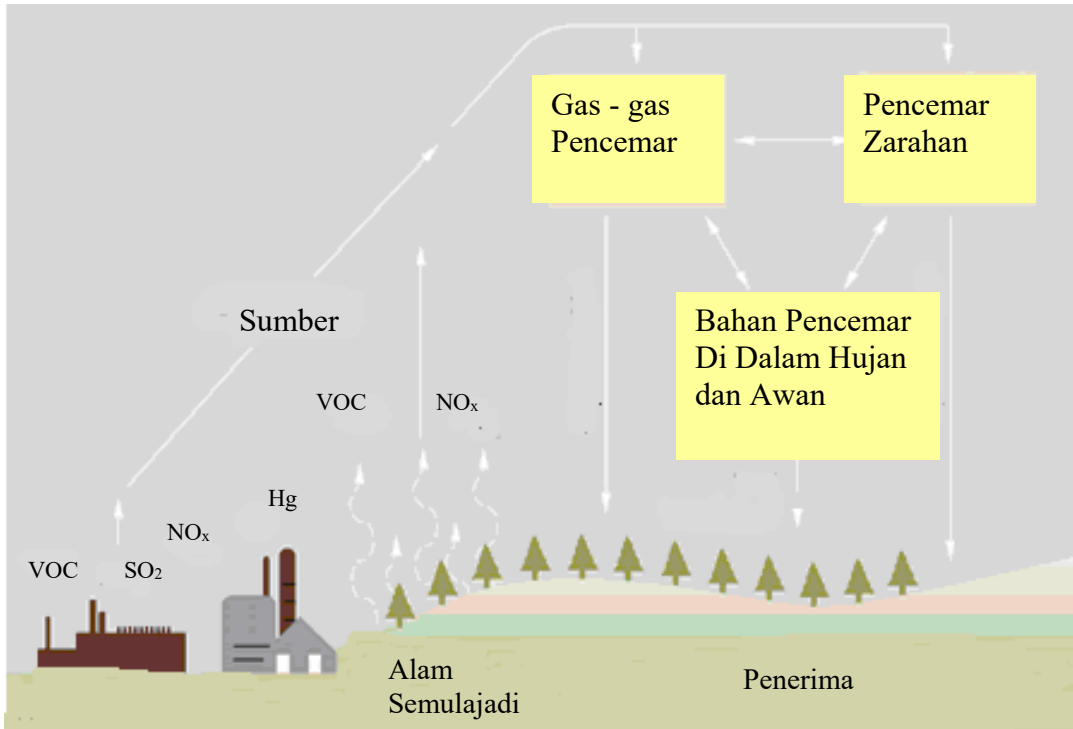 Gas - gas
Pencemar
Pencemar
Zarahan
Sumber
Bahan Pencemar
Di Dalam Hujan
dan Awan
VOC
NOₓ
Hg
NOₓ
VOC
SO₂
Alam
Semulajadi
Penerima